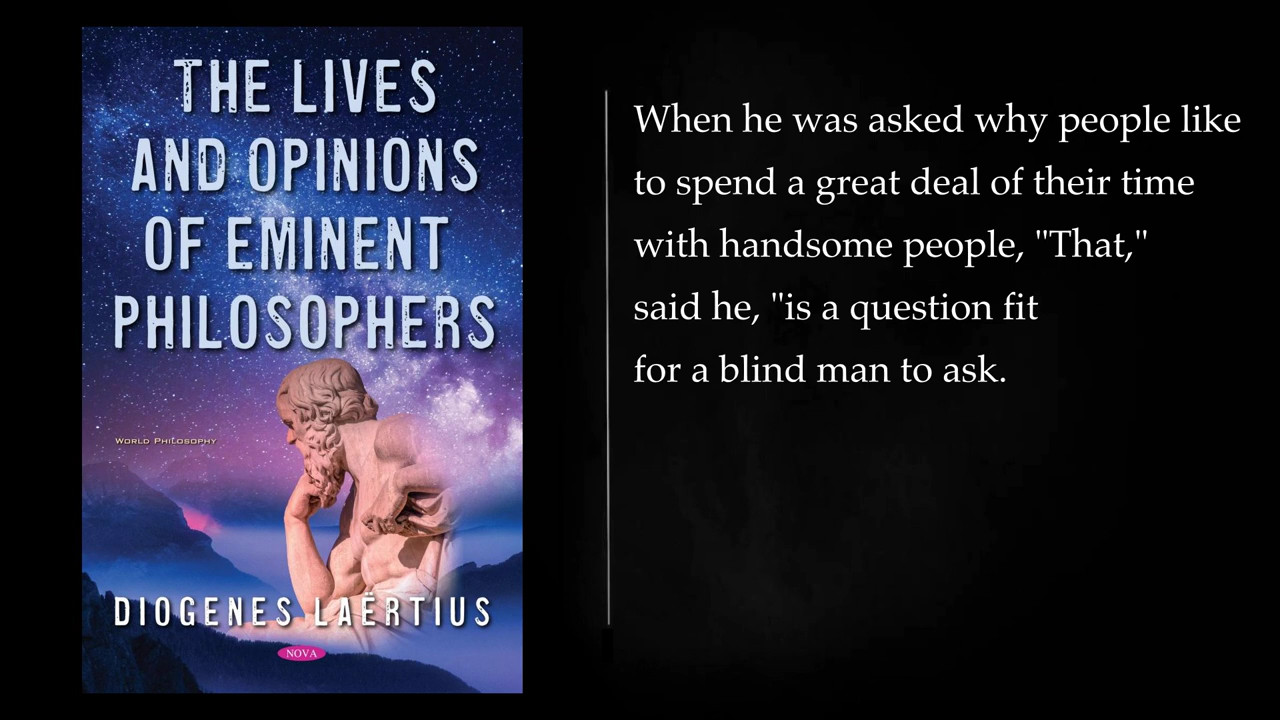 THE LIVES
AND OPINIONS
OF EMINENT
PHILOSOPHERS
WORLD PHILOSOPHY
DIOGENES LAËRTIUS
NOVA
When he was asked why people like
to spend a great deal of their time
with handsome people, "That,"
said he, "is a question fit
for a blind man to ask.